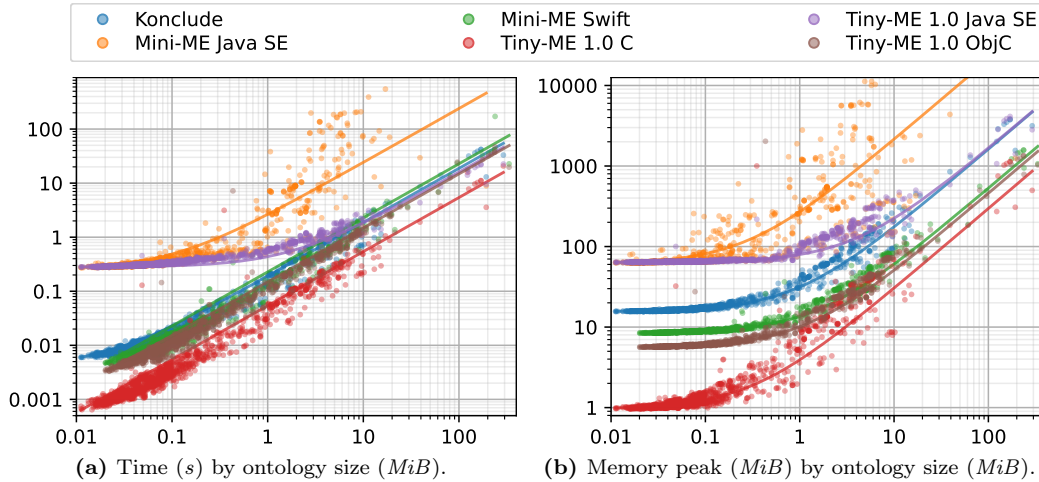 Konclude Mini-ME Swift Tiny-ME 1.0 Java SE
Mini-ME Java SE Tiny-ME 1.0 C Tiny-ME 1.0 ObjC
100
10
1
0.1
0.01
0.001
0.01 0.1 1 10 100
10000
1000
100
10
1
0.01 0.1 1 10 100
(a) Time (s) by ontology size (MiB).
(b) Memory peak (MiB) by ontology size (MiB).